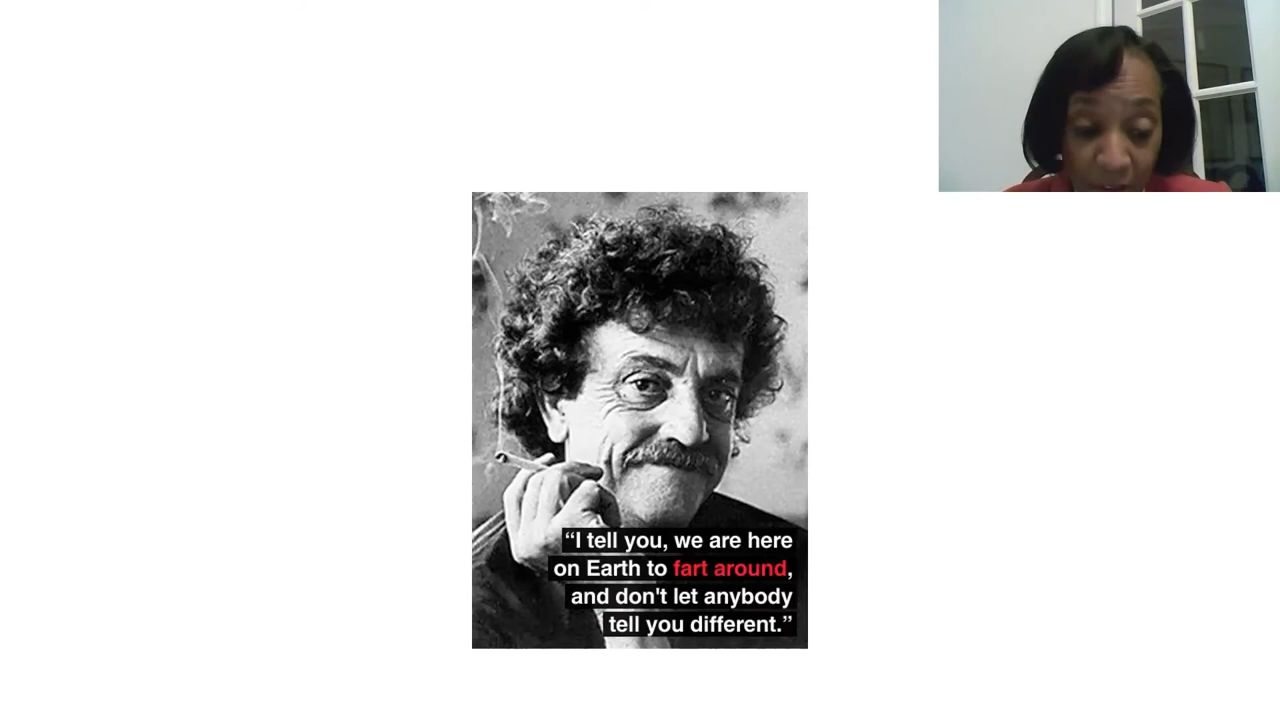 “I tell you, we are here
on Earth to fart around,
and don't let anybody
tell you different.”